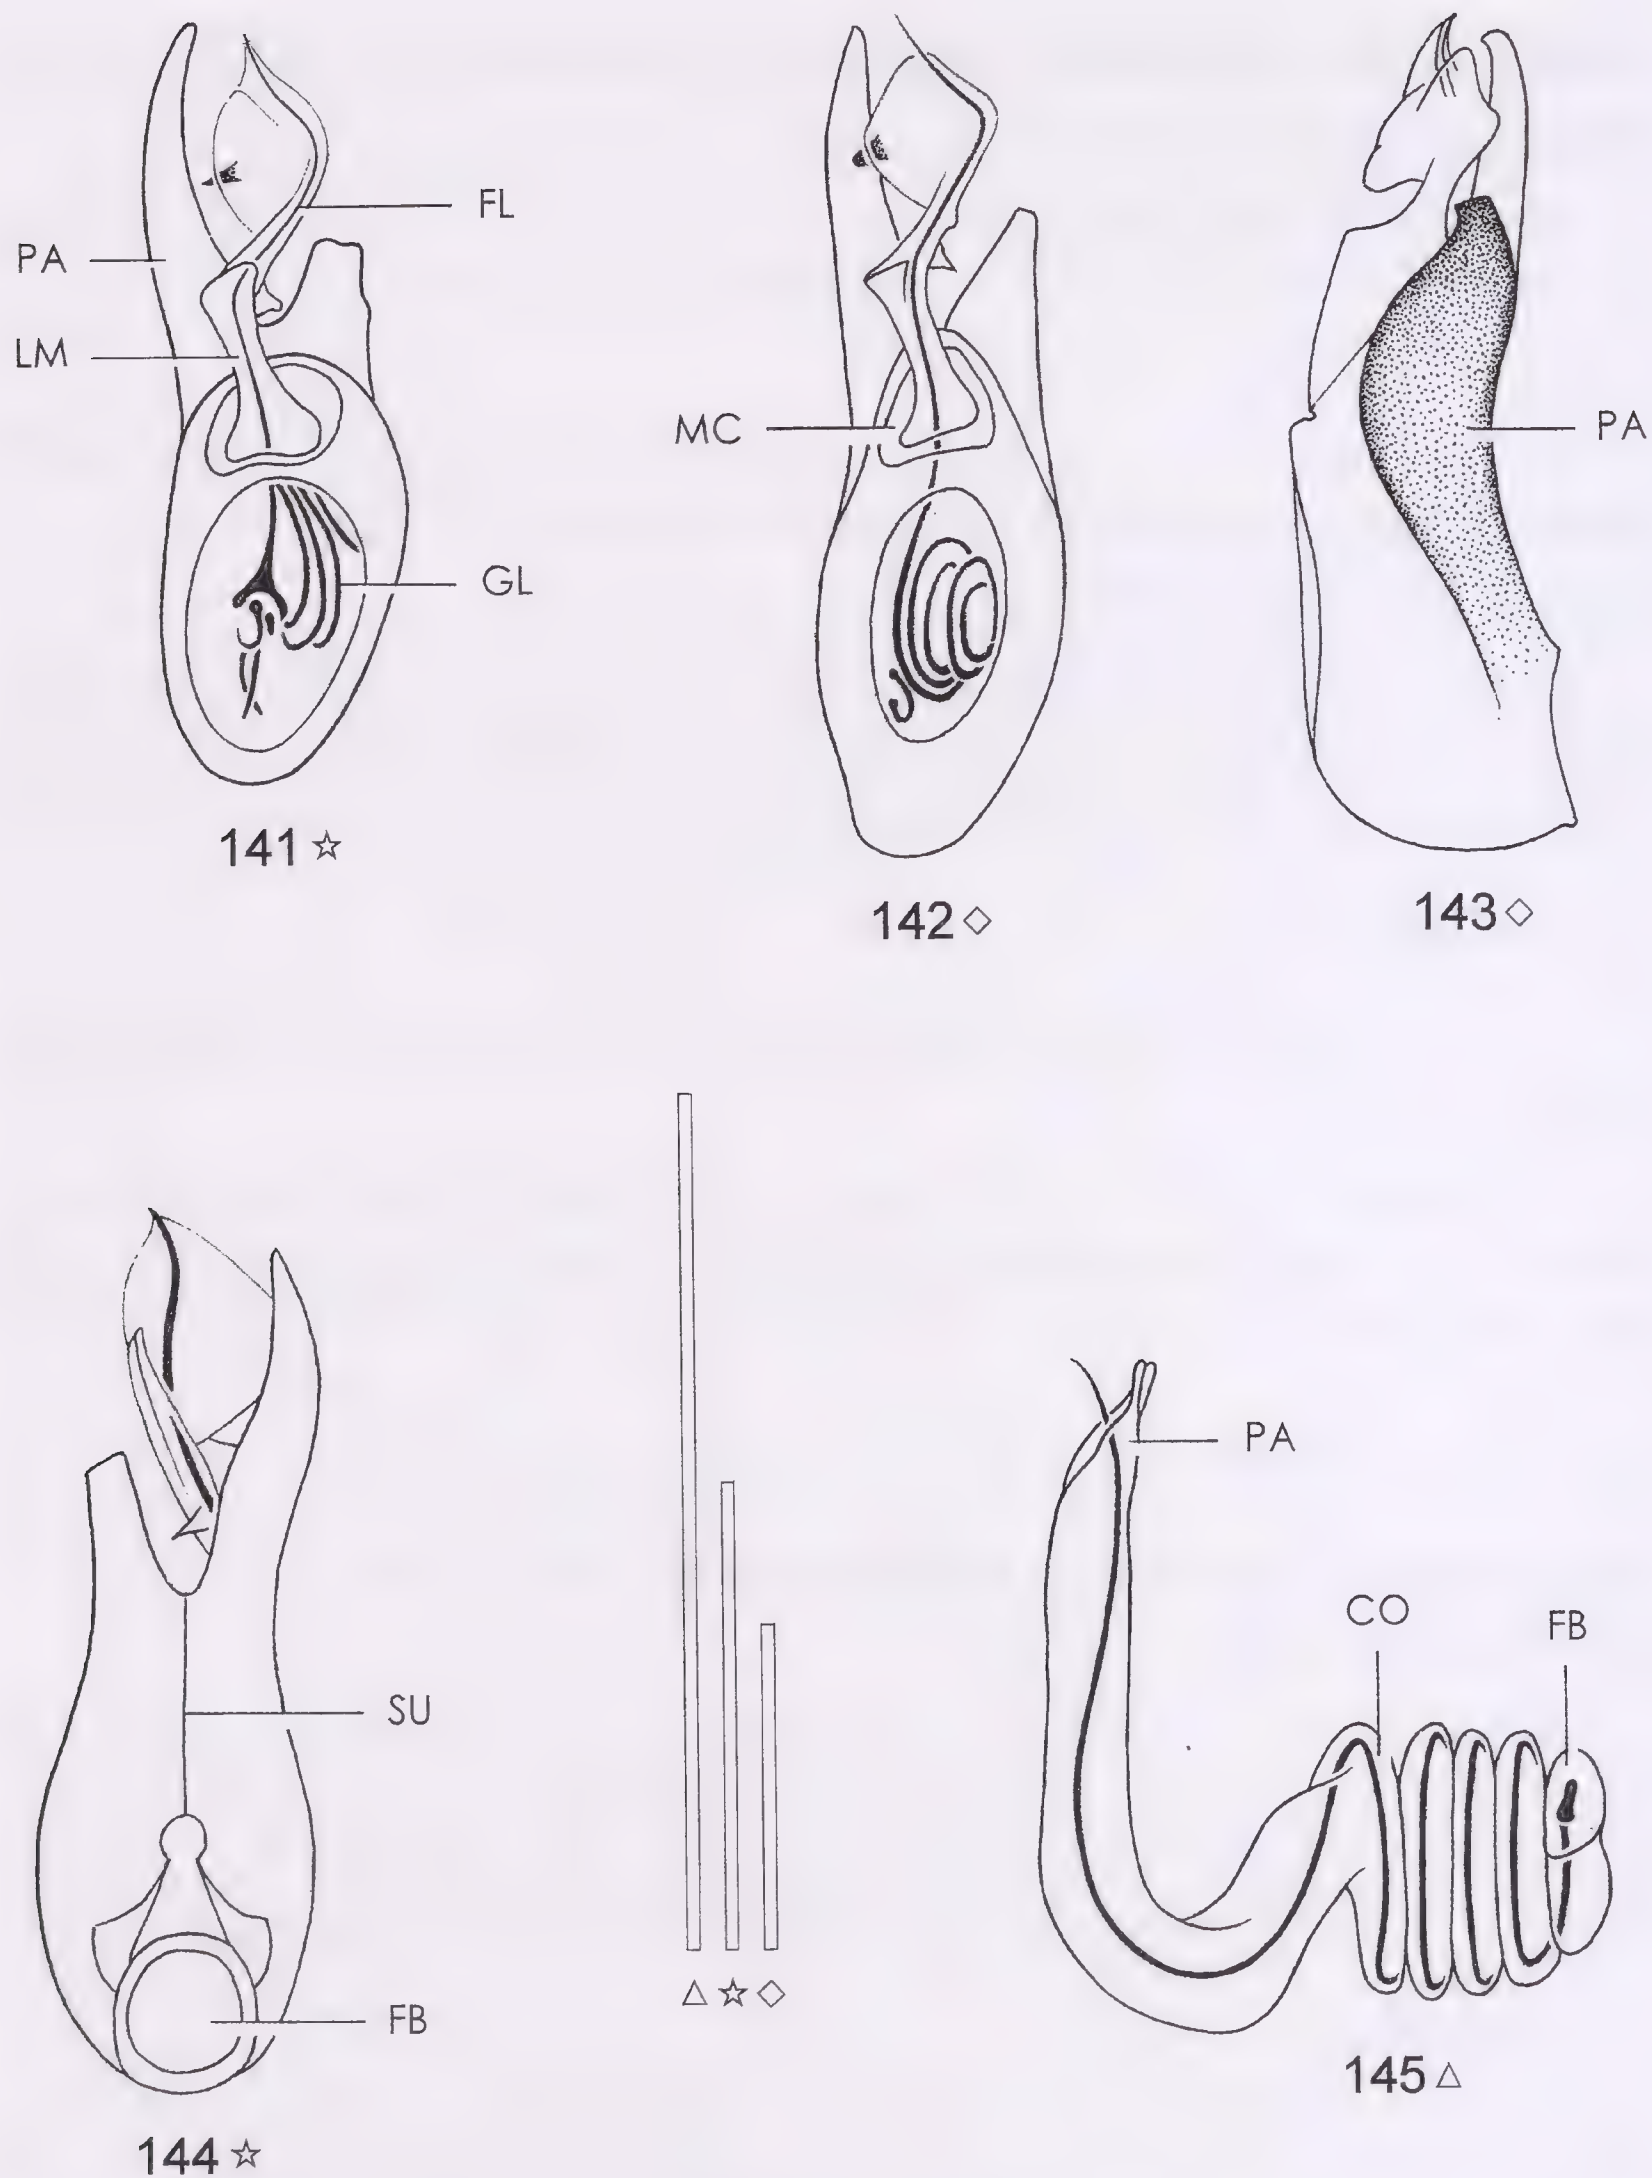 FL
PA
LM
GL
141 ☆
MC
142 ◇
PA
143 ◇
SU
FB
144 ☆
△ ☆ ◇
PA
CO
FB
145 △